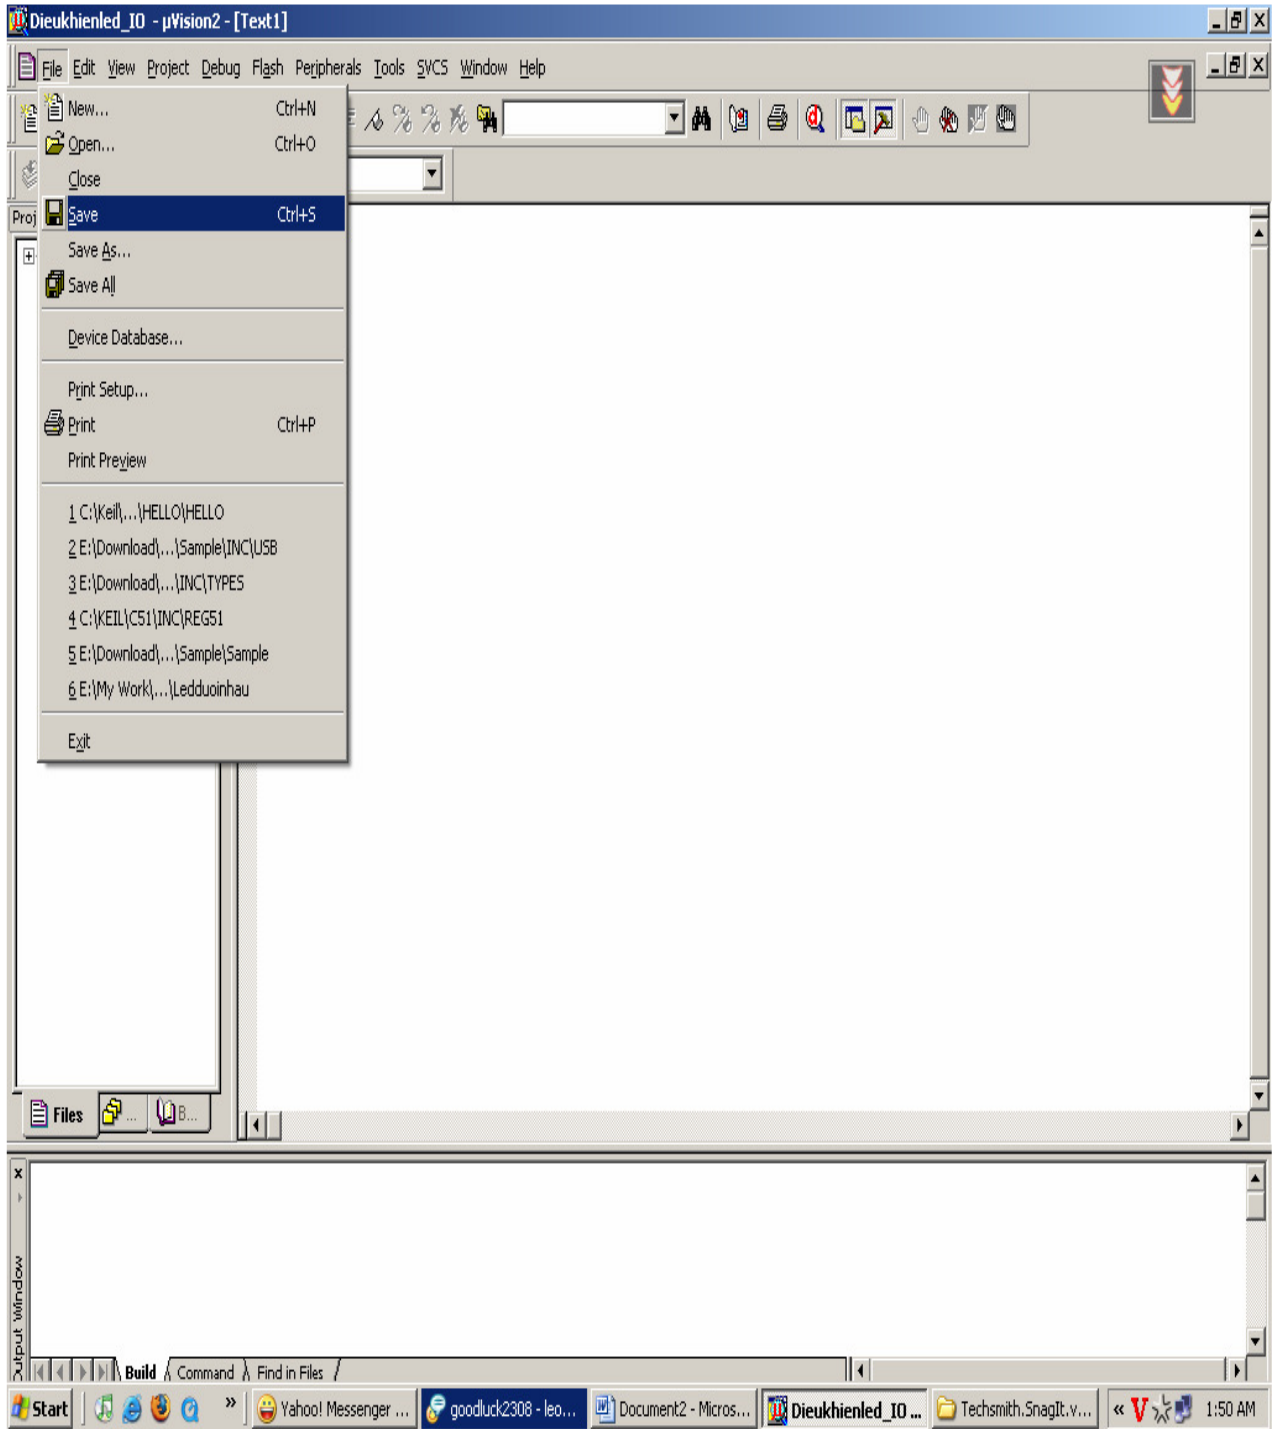 Dieukhienled_IO - µVision2 - [Text1]
File Edit View Project Debug Flash Peripherals Tools SVCS Window Help
New... Ctrl+N
Open... Ctrl+O
Close
Proj
Save Ctrl+S
Save As...
Save All
Device Database...
Print Setup...
Print Ctrl+P
Print Preview
1 C:\Keil\...\HELLO\HELLO
2 E:\Download\...\Sample\INC\USB
3 E:\Download\...\INC\TYPES
4 C:\KEIL\C51\INC\REG51
5 E:\Download\...\Sample\Sample
6 E:\My Work\...\Ledduoinhau
Exit
Files ... B...
Output Window
Build Command Find in Files
Start » Yahoo! Messenger ... goodluck2308 - leo... Document2 - Micros... Dieukhienled_IO ... Techsmith.SnagIt.v... « V 1:50 AM